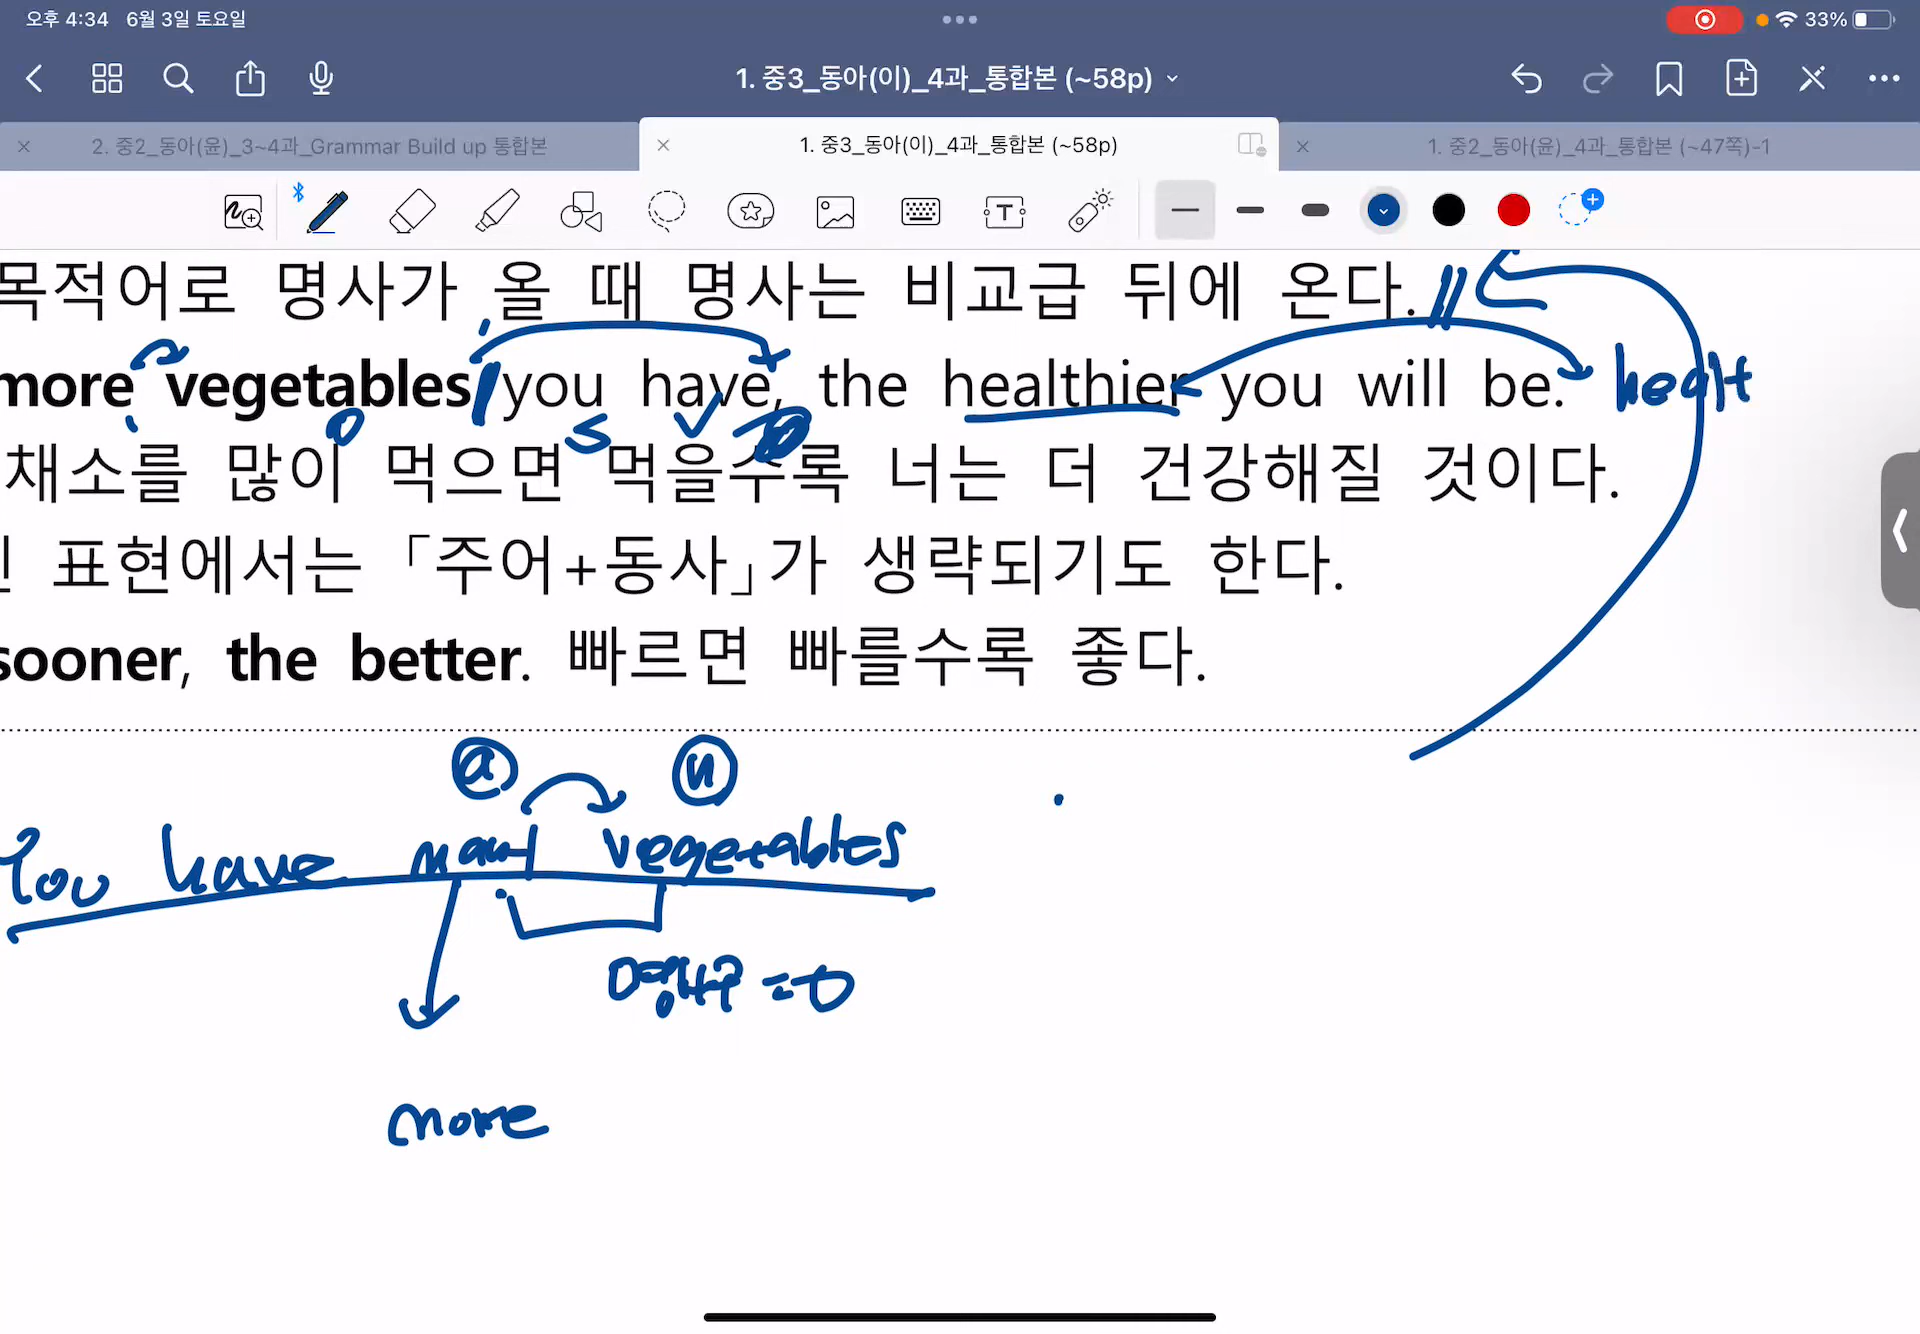 오후 4:34 6월 3일 토요일
33%
1. 중3_동아(이)_4과_통합본 (~58p)
2. 중2_동아(윤)_3~4과_Grammar Build up 통합본
1. 중3_동아(이)_4과_통합본 (~58p)
1. 중2_동아(윤)_4과_통합본 (~47쪽)-1
목적어로 명사가 올 때 명사는 비교급 뒤에 온다.
more vegetables you have, the healthier you will be. healt
O S V
채소를 많이 먹으면 먹을수록 너는 더 건강해질 것이다.
표현에서는 「주어+동사」가 생략되기도 한다.
sooner, the better. 빠르면 빠를수록 좋다.
a n
You have many vegetables
more